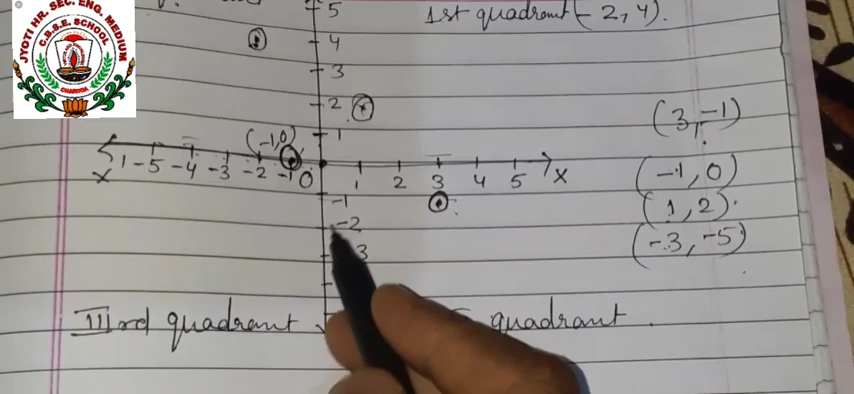 JYOTI HR. SEC. ENG. MEDIUM
C.B.S.E. SCHOOL
CHARODA
5
1st quadrant (- 2, 4).
4
3
2
1
(-1,0)
(3, -1)
X 1 -5 -4 -3 -2 -1 0 1 2 3 4 5 X
(-1, 0)
-1
(1, 2).
-2
(-3, -5)
3
IIIrd quadrant quadrant.